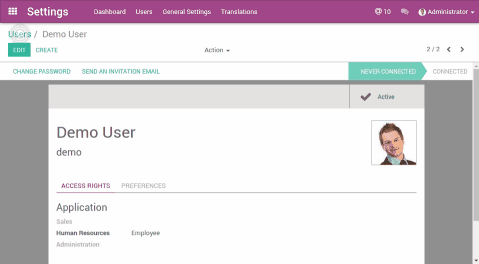 Settings Dashboard Users General Settings Translations @ 10 Administrator
Users / Demo User
EDIT CREATE Action 2 / 2
CHANGE PASSWORD SEND AN INVITATION EMAIL NEVER CONNECTED CONNECTED
Active
Demo User
demo
ACCESS RIGHTS PREFERENCES
Application
Sales
Human Resources Employee
Administration